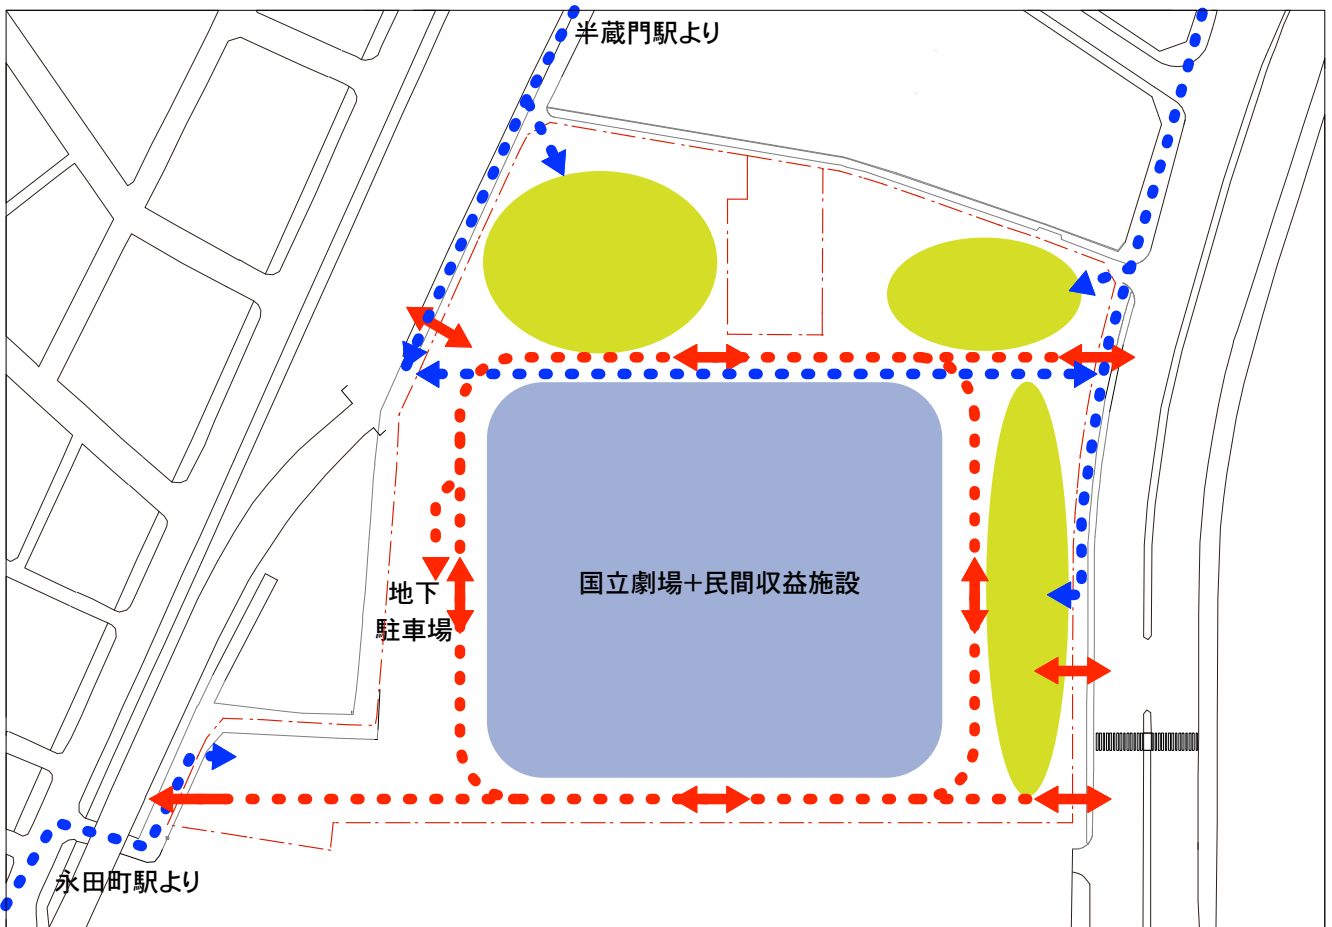 半蔵門駅より
国立劇場+民間収益施設
地下
駐車場
永田町駅より